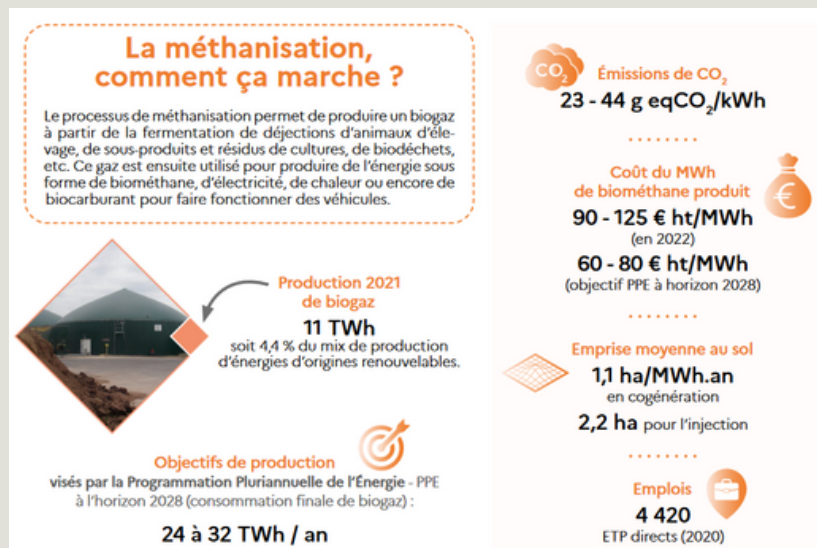 La méthanisation,
comment ça marche ?
Le processus de méthanisation permet de produire un biogaz
à partir de la fermentation de déjections d'animaux d'éle-
vage, de sous-produits et résidus de cultures, de biodéchets,
etc. Ce gaz est ensuite utilisé pour produire de l'énergie sous
forme de biométhane, d'électricité, de chaleur ou encore de
biocarburant pour faire fonctionner des véhicules.
Production 2021
de biogaz
11 TWh
soit 4,4 % du mix de production
d'énergies d'origines renouvelables.
Objectifs de production
visés par la Programmation Pluriannuelle de l'Énergie - PPE
à l'horizon 2028 (consommation finale de biogaz) :
24 à 32 TWh / an
CO₂
Émissions de CO₂
23 - 44 g eqCO₂/kWh
Coût du MWh
de biométhane produit
€
90 - 125 € ht/MWh
(en 2022)
60 - 80 € ht/MWh
(objectif PPE à horizon 2028)
Emprise moyenne au sol
1,1 ha/MWh.an
en cogénération
2,2 ha pour l'injection
Emplois
4 420
ETP directs (2020)